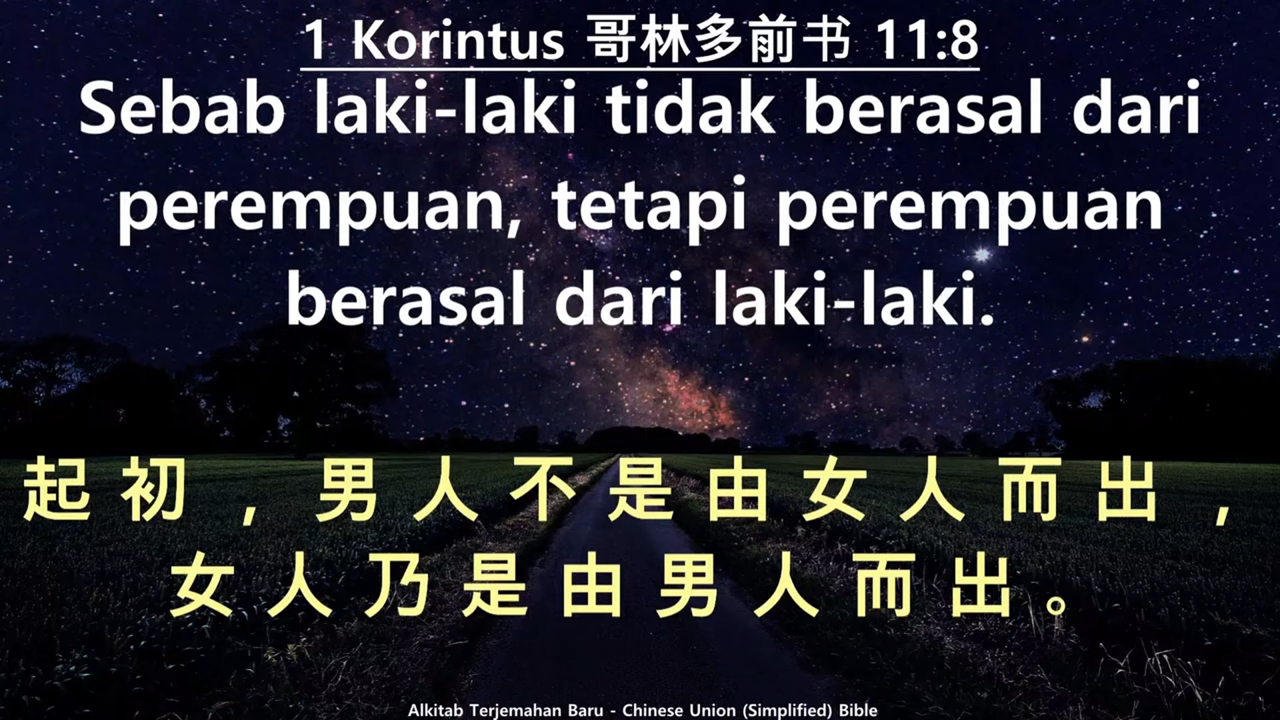 1 Korintus 哥林多前书 11:8
Sebab laki-laki tidak berasal dari
perempuan, tetapi perempuan
berasal dari laki-laki.
起初，男人不是由女人而出，
女人乃是由男人而出。
Alkitab Terjemahan Baru - Chinese Union (Simplified) Bible